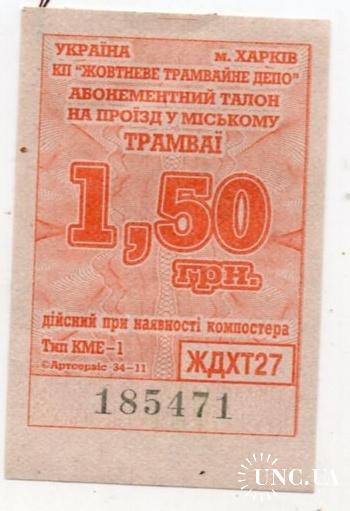 УКРАЇНА м. ХАРКІВ
КП "ЖОВТНЕВЕ ТРАМВАЙНЕ ДЕПО"
АБОНЕМЕНТНИЙ ТАЛОН
НА ПРОЇЗД У МІСЬКОМУ
ТРАМВАЇ
1,50
грн.
дійсний при наявності компостера
Тип КМЕ-1
ЖДХТ27
©Артсервіс 34-11
185471
UNC.UA